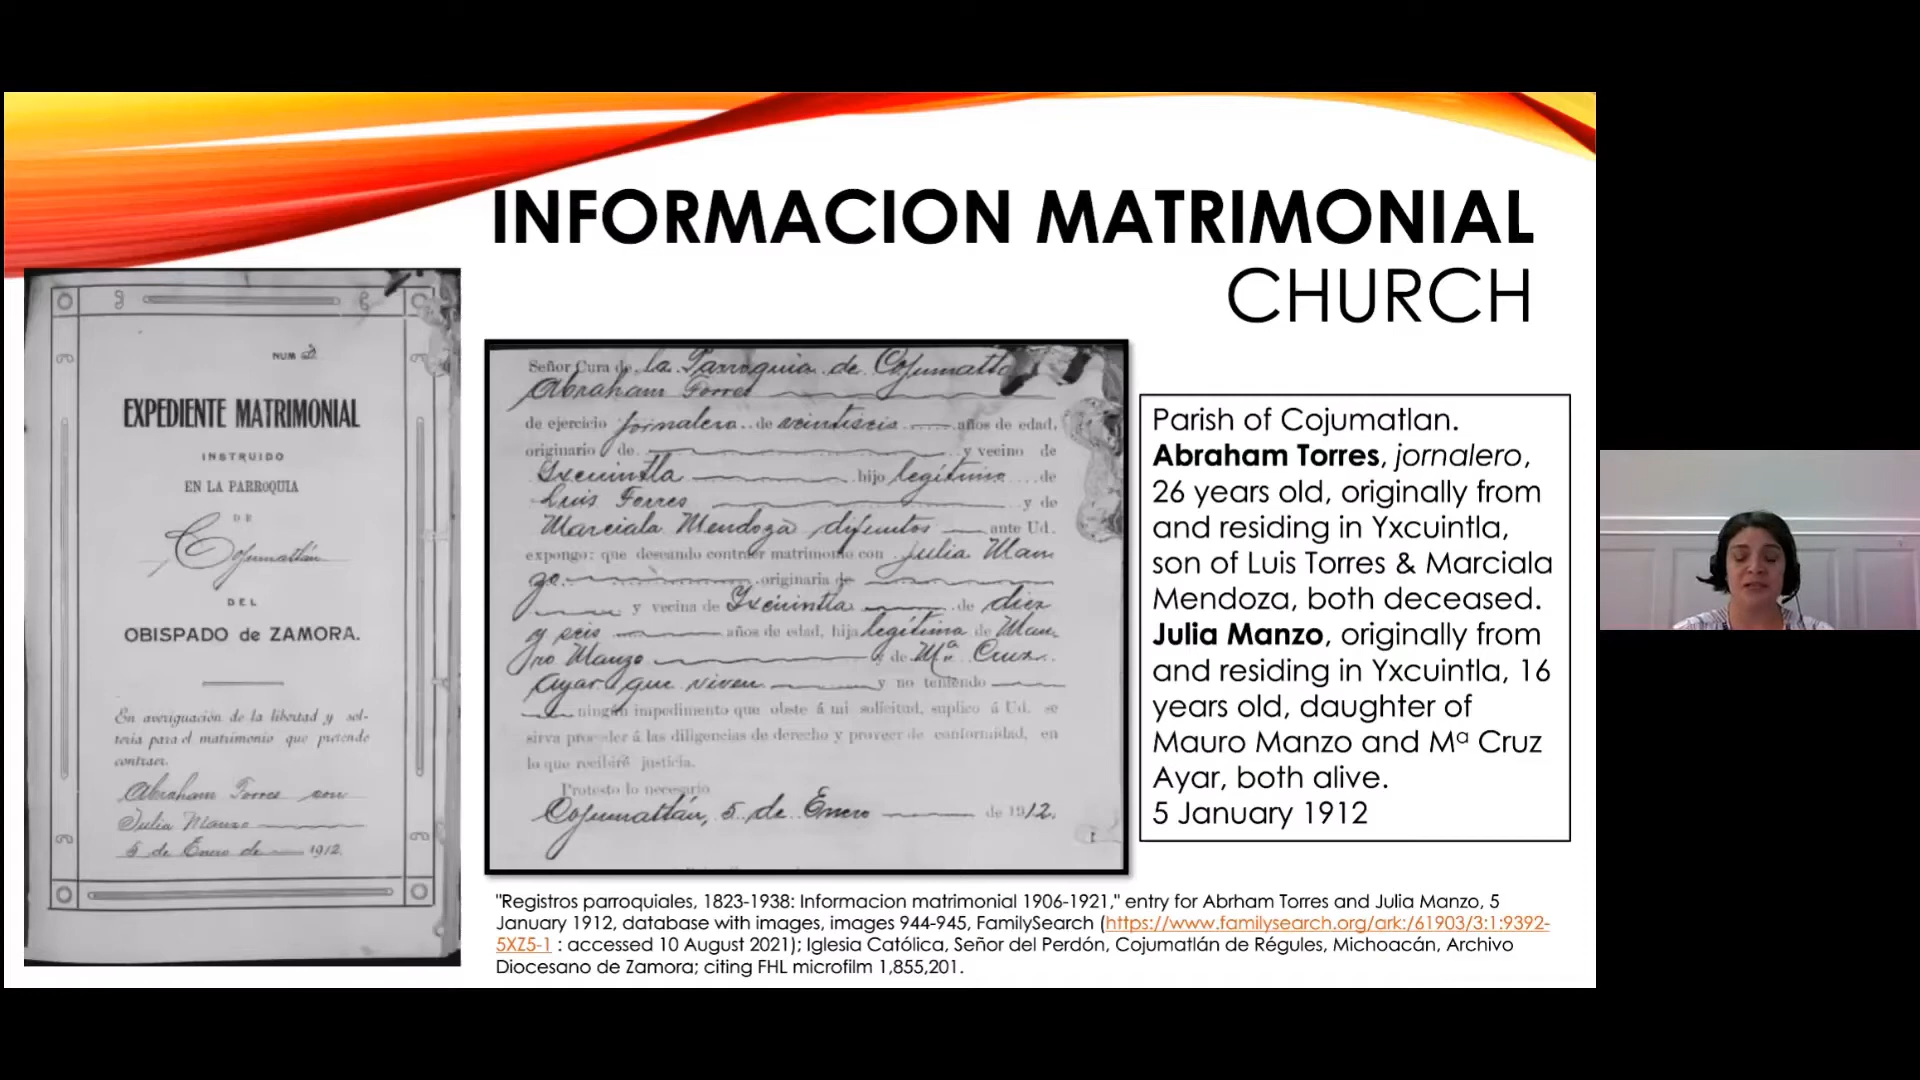 INFORMACION MATRIMONIAL
CHURCH
NUM
EXPEDIENTE MATRIMONIAL
INSTRUIDO
EN LA PARROQUIA
DE
Cojumatlán
DEL
OBISPADO de ZAMORA.
En averiguación de la libertad y sol-
tería para el matrimonio que pretende
contraer.
Abraham Torres con
Julia Manzo
5 de Enero de 1912.
Señor Cura de la Parroquia de Cojumatlá
Abraham Torres
de ejercicio jornalero de veintiseis años de edad,
originario de y vecino de
Ixcuintla hijo legítimo de
Luis Torres y de
Marciala Mendoza difuntos ante Ud.
expongo: que deseando contraer matrimonio con Julia Man
zo originaria de
y vecina de Ixcuintla de diez
y seis años de edad, hija legítima de Mau
ro Manzo y de Mª Cruz
Ayar que viven y no teniendo
ningún impedimento que obste á mi solicitud, suplico á Ud. se
sirva proceder á las diligencias de derecho y proveer de conformidad, en
lo que recibiré justicia.
Protesto lo necesario
Cojumatlán, 5 de Enero de 1912.
Parish of Cojumatlan.
Abraham Torres, jornalero,
26 years old, originally from
and residing in Yxcuintla,
son of Luis Torres & Marciala
Mendoza, both deceased.
Julia Manzo, originally from
and residing in Yxcuintla, 16
years old, daughter of
Mauro Manzo and Mª Cruz
Ayar, both alive.
5 January 1912
"Registros parroquiales, 1823-1938: Informacion matrimonial 1906-1921," entry for Abrham Torres and Julia Manzo, 5
January 1912, database with images, images 944-945, FamilySearch (https://www.familysearch.org/ark:/61903/3:1:9392-
5XZ5-1 : accessed 10 August 2021); Iglesia Católica, Señor del Perdón, Cojumatlán de Régules, Michoacán, Archivo
Diocesano de Zamora; citing FHL microfilm 1,855,201.